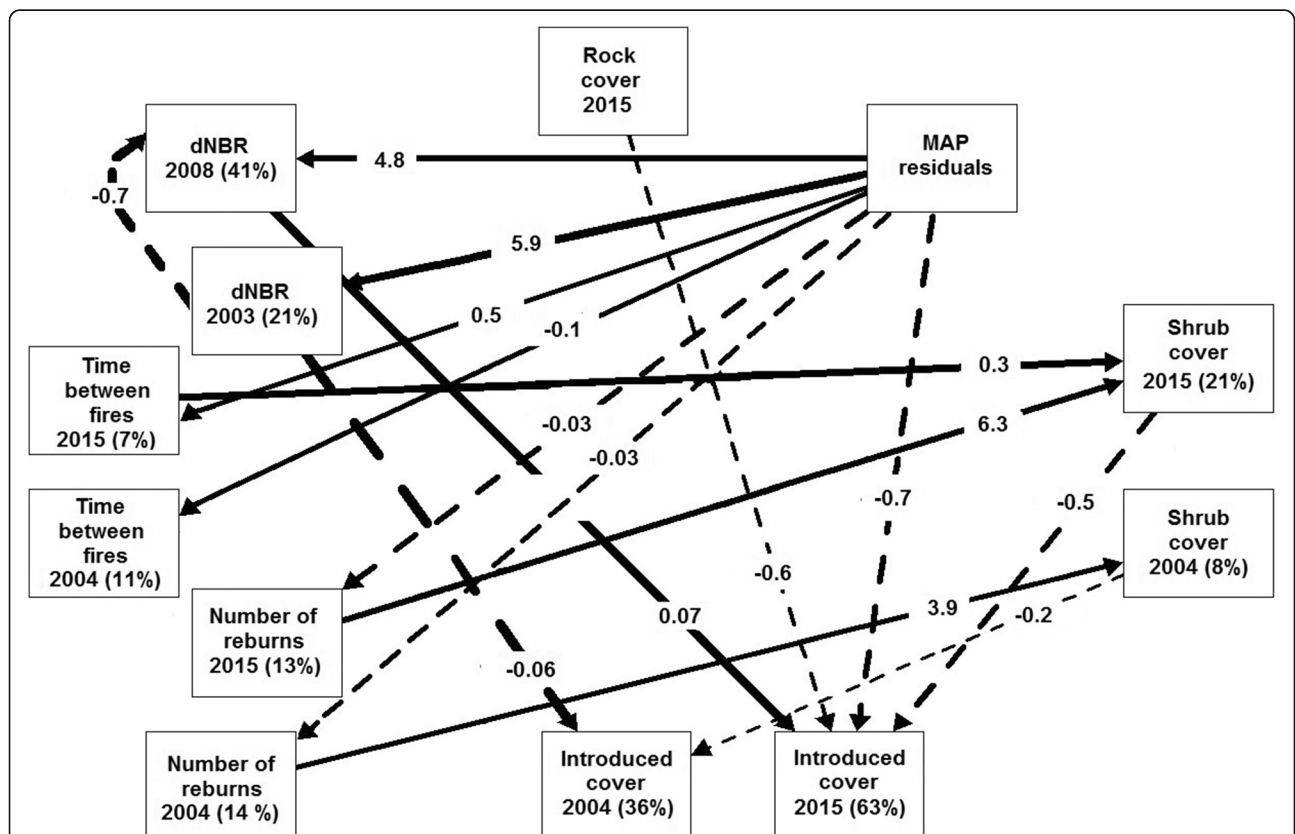 Rock
cover
2015
MAP
residuals
dNBR
2008 (41%)
4.8
-0.7
5.9
dNBR
2003 (21%)
0.5
-0.1
Shrub
cover
2015 (21%)
Time
between
fires
2015 (7%)
0.3
6.3
-0.03
-0.03
-0.7
-0.5
Time
between
fires
2004 (11%)
Shrub
cover
2004 (8%)
-0.6
3.9
-0.2
0.07
Number of
reburns
2015 (13%)
-0.06
Number of
reburns
2004 (14 %)
Introduced
cover
2004 (36%)
Introduced
cover
2015 (63%)